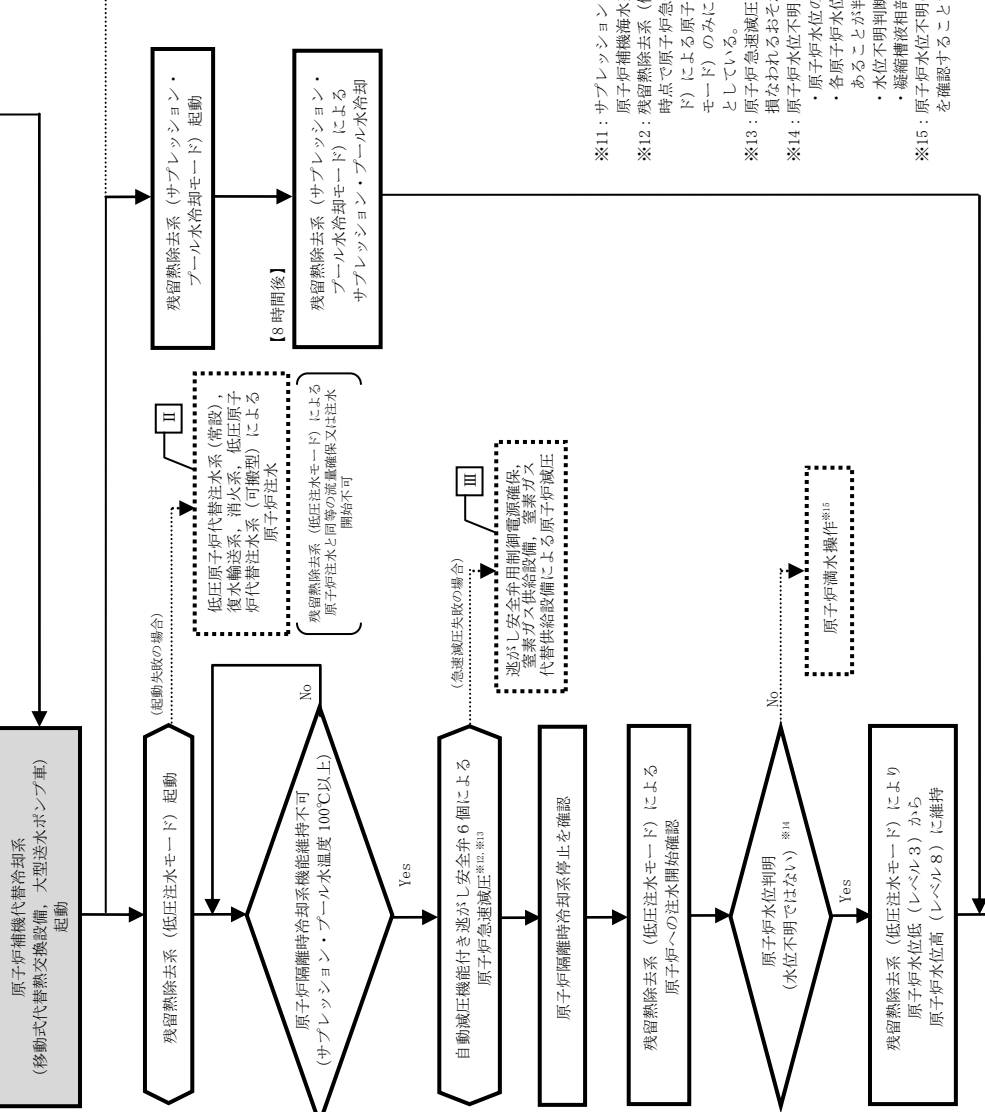 原子炉補機代替冷却系
（移動式代替熱交換設備，大型送水ポンプ車）
起動
残留熱除去系（低圧注水モード）起動
（起動失敗の場合）
Ⅱ
低圧原子炉代替注水系（常設），
復水輸送系，消火系，低圧原子
炉代替注水系（可搬型）による
原子炉注水
残留熱除去系（低圧注水モード）による
原子炉注水と同等の流量確保又は注水
開始不可
残留熱除去系（サプレッション・
プール水冷却モード）起動
【8時間後】
残留熱除去系（サプレッション・
プール水冷却モード）による
サプレッション・プール水冷却
原子炉隔離時冷却系機能維持不可
（サプレッション・プール水温度100℃以上）
No
Yes
自動減圧機能付き逃がし安全弁６個による
原子炉急速減圧※12,※13
（急速減圧失敗の場合）
Ⅲ
逃がし安全弁用制御電源確保，
窒素ガス供給設備，窒素ガス
代替供給設備による原子炉減圧
原子炉隔離時冷却系停止を確認
残留熱除去系（低圧注水モード）による
原子炉への注水開始確認
原子炉水位判明
（水位不明ではない）※14
No
原子炉満水操作※15
Yes
残留熱除去系（低圧注水モード）により
原子炉水位低（レベル３）から
原子炉水位高（レベル８）に維持
※11：サプレッション
原子炉補機海水
※12：残留熱除去系（
時点で原子炉急
ド）による原子
モード）のみに
としている。
※13：原子炉急速減圧
損なわれるおそ
※14：原子炉水位不明
・原子炉水位の
・各原子炉水位
あることが判
・水位不明判断
・凝縮槽液相部
※15：原子炉水位不明
を確認すること